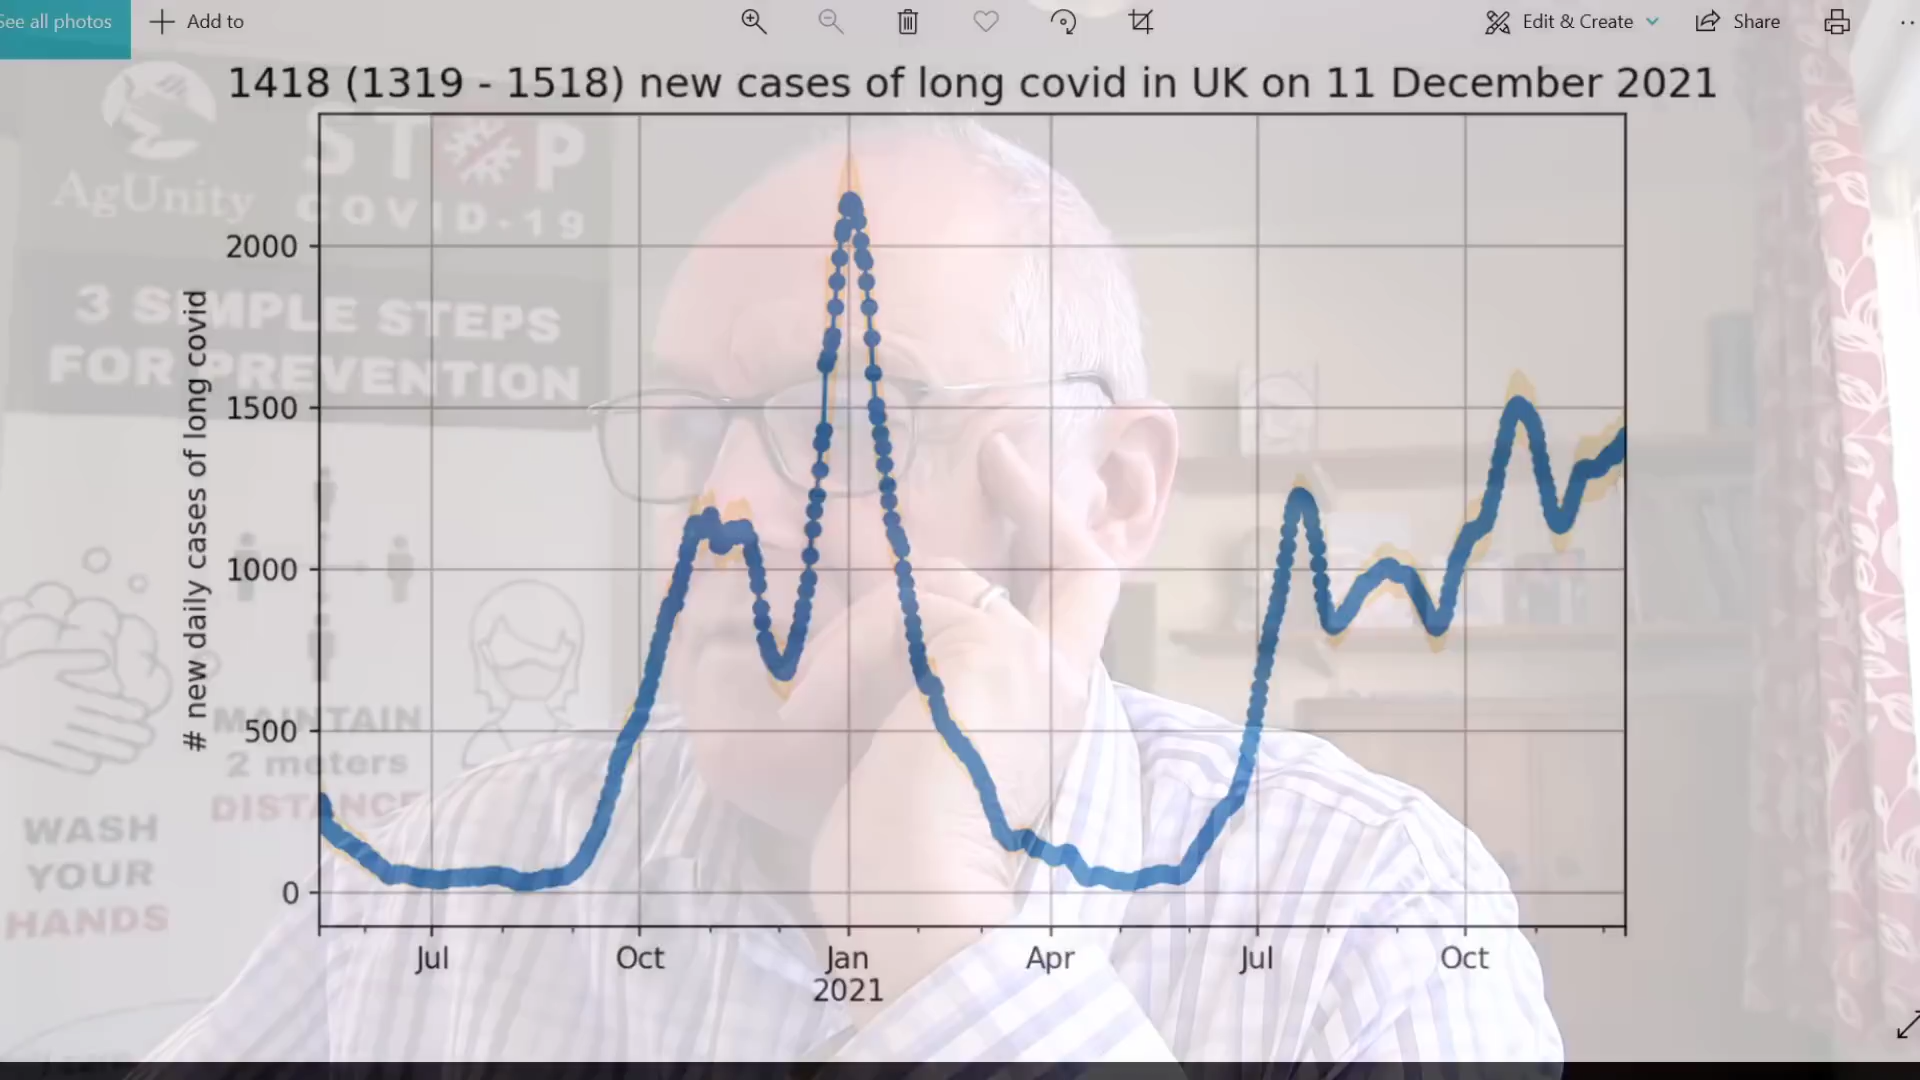 See all photos
Add to
Edit & Create
Share
1418 (1319 - 1518) new cases of long covid in UK on 11 December 2021
AgUnity
STOP
COVID-19
3 SIMPLE STEPS
FOR PREVENTION
# new daily cases of long covid
2000
1500
1000
500
0
MAINTAIN
2 meters
DISTANCE
WASH
YOUR
HANDS
Jul
Oct
Jan
2021
Apr
Jul
Oct